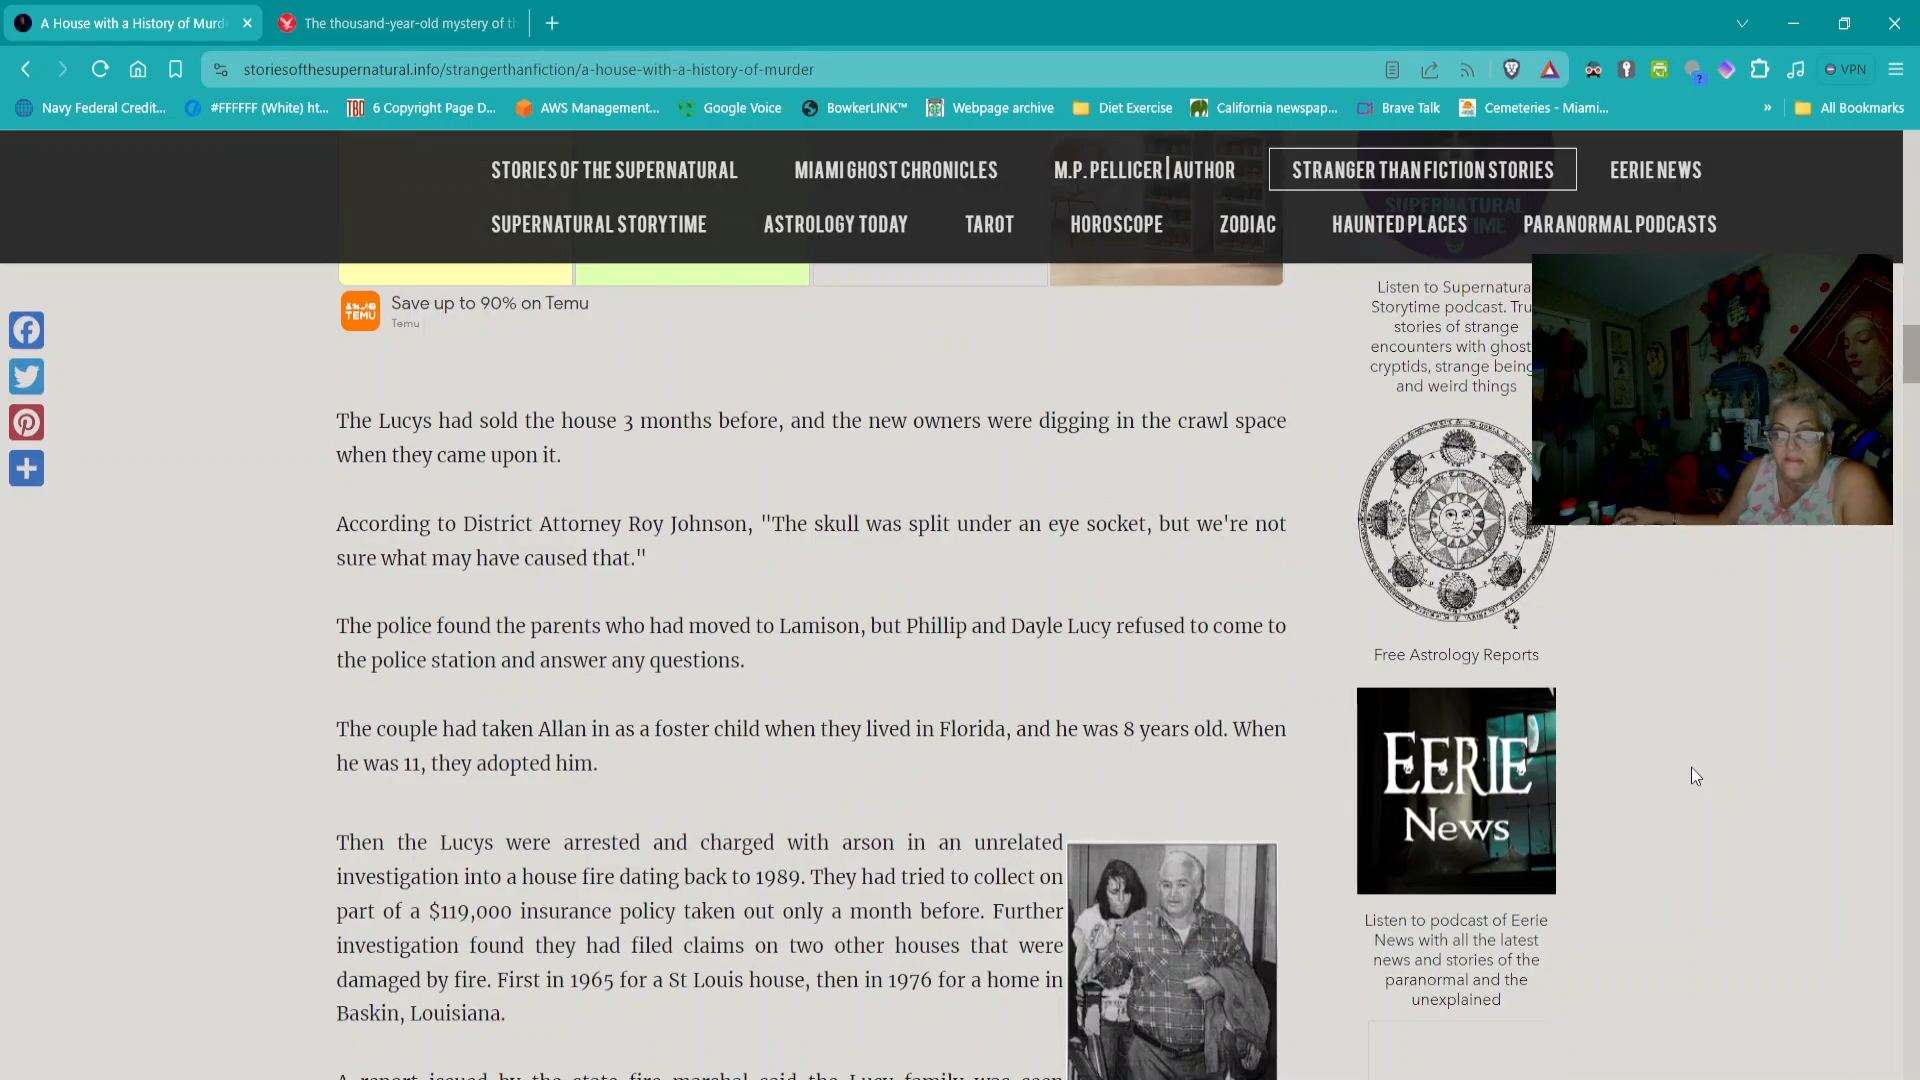 A House with a History of Murd
The thousand-year-old mystery of t
storiesofthesupernatural.info/strangerthanfiction/a-house-with-a-history-of-murder
VPN
Navy Federal Credit...
#FFFFFF (White) ht...
6 Copyright Page D...
AWS Management...
Google Voice
BowkerLINK™
Webpage archive
Diet Exercise
California newspap...
Brave Talk
Cemeteries - Miami...
»
All Bookmarks
STORIES OF THE SUPERNATURAL
MIAMI GHOST CHRONICLES
M.P. PELLICER | AUTHOR
STRANGER THAN FICTION STORIES
EERIE NEWS
SUPERNATURAL STORYTIME
ASTROLOGY TODAY
TAROT
HOROSCOPE
ZODIAC
HAUNTED PLACES
PARANORMAL PODCASTS
SUPERNATURAL
TEMU
Save up to 90% on Temu
Temu
The Lucys had sold the house 3 months before, and the new owners were digging in the crawl space
when they came upon it.
According to District Attorney Roy Johnson, "The skull was split under an eye socket, but we're not
sure what may have caused that."
The police found the parents who had moved to Lamison, but Phillip and Dayle Lucy refused to come to
the police station and answer any questions.
The couple had taken Allan in as a foster child when they lived in Florida, and he was 8 years old. When
he was 11, they adopted him.
Then the Lucys were arrested and charged with arson in an unrelated
investigation into a house fire dating back to 1989. They had tried to collect on
part of a $119,000 insurance policy taken out only a month before. Further
investigation found they had filed claims on two other houses that were
damaged by fire. First in 1965 for a St Louis house, then in 1976 for a home in
Baskin, Louisiana.
A report issued by the state fire marshal said the Lucy family was seen
Listen to Supernatura
Storytime podcast. Tru
stories of strange
encounters with ghost
cryptids, strange being
and weird things
Free Astrology Reports
EERIE
News
Listen to podcast of Eerie
News with all the latest
news and stories of the
paranormal and the
unexplained